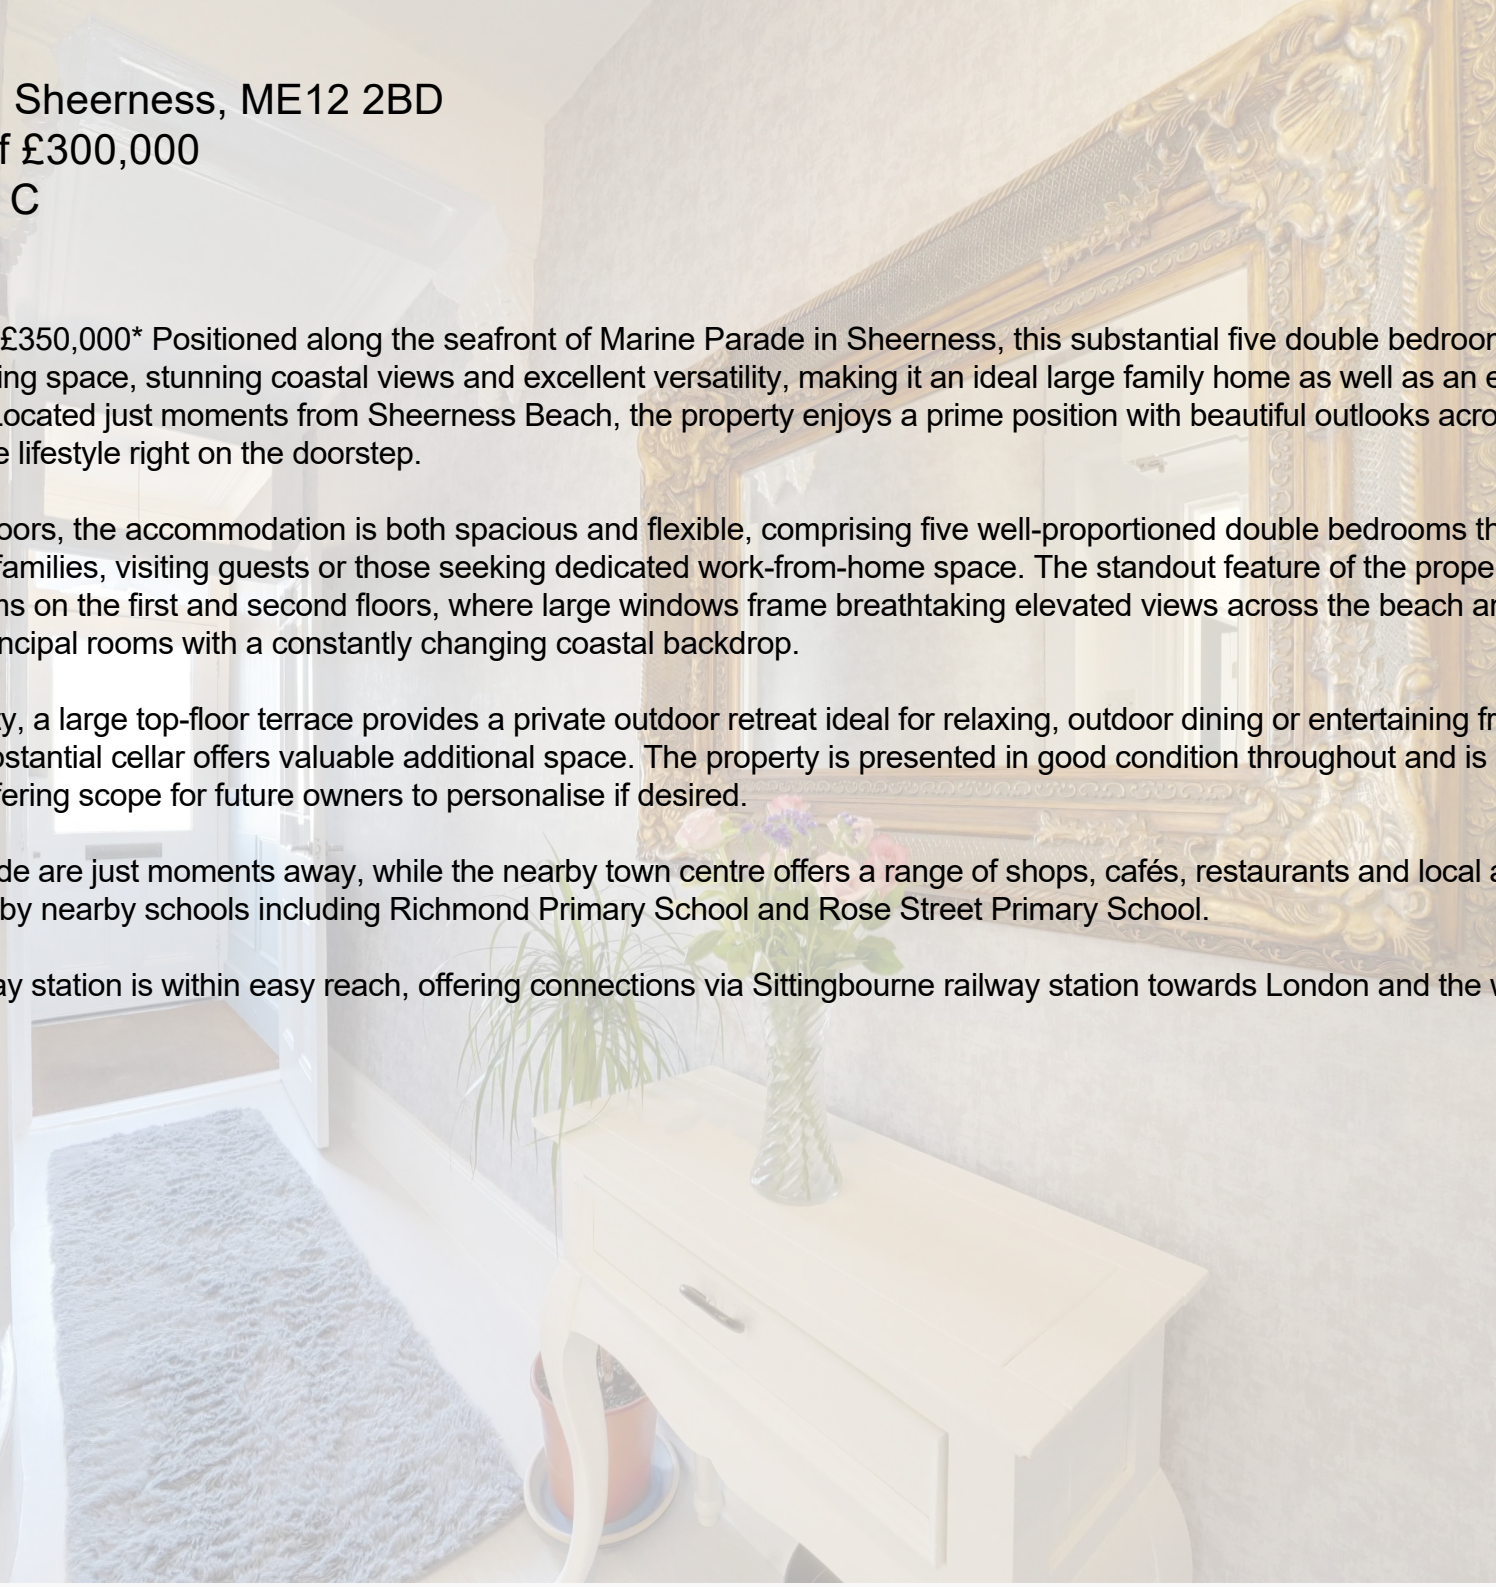 Sheerness, ME12 2BD
f £300,000
C
£350,000* Positioned along the seafront of Marine Parade in Sheerness, this substantial five double bedroo
ing space, stunning coastal views and excellent versatility, making it an ideal large family home as well as an e
Located just moments from Sheerness Beach, the property enjoys a prime position with beautiful outlooks acro
e lifestyle right on the doorstep.
oors, the accommodation is both spacious and flexible, comprising five well-proportioned double bedrooms th
families, visiting guests or those seeking dedicated work-from-home space. The standout feature of the prope
ns on the first and second floors, where large windows frame breathtaking elevated views across the beach a
ncipal rooms with a constantly changing coastal backdrop.
ty, a large top-floor terrace provides a private outdoor retreat ideal for relaxing, outdoor dining or entertaining fr
bstantial cellar offers valuable additional space. The property is presented in good condition throughout and is
fering scope for future owners to personalise if desired.
de are just moments away, while the nearby town centre offers a range of shops, cafés, restaurants and local a
by nearby schools including Richmond Primary School and Rose Street Primary School.
ay station is within easy reach, offering connections via Sittingbourne railway station towards London and the w